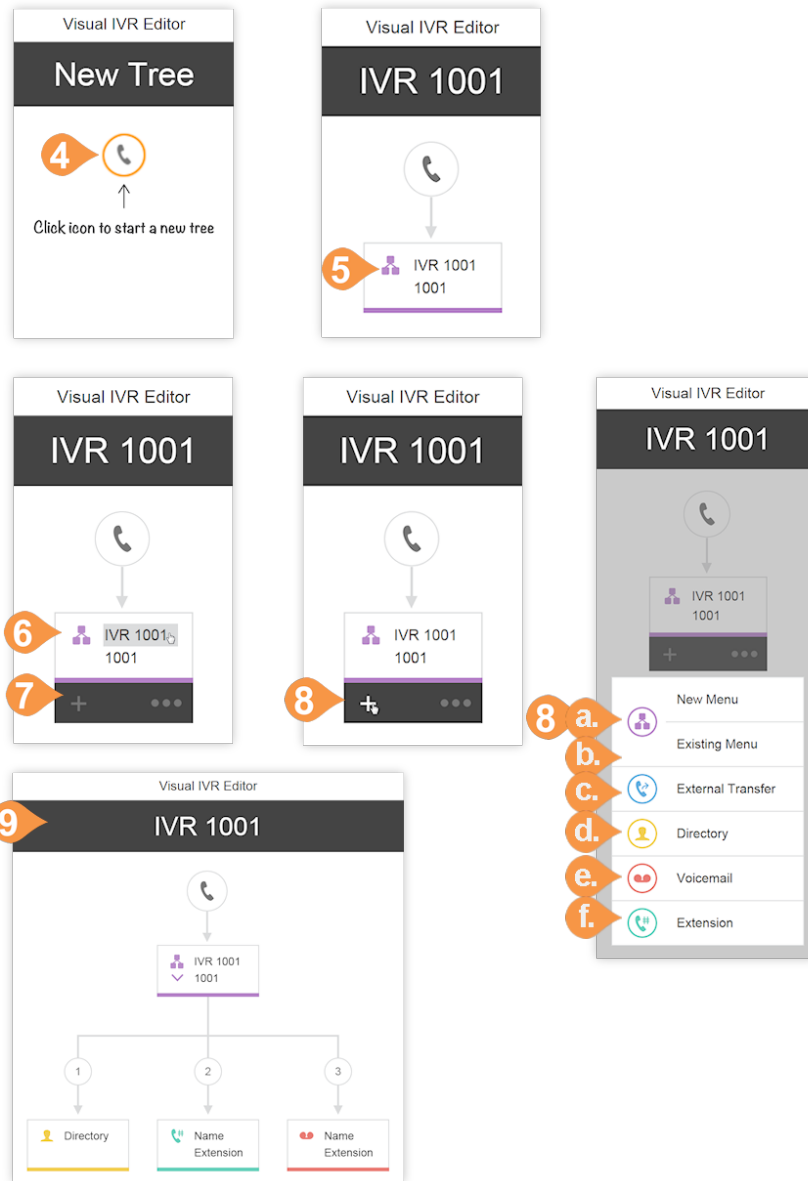 Visual IVR Editor
New Tree
4
Click icon to start a new tree
Visual IVR Editor
IVR 1001
5
IVR 1001
1001
Visual IVR Editor
IVR 1001
6
IVR 1001
1001
7
Visual IVR Editor
IVR 1001
IVR 1001
1001
8
Visual IVR Editor
IVR 1001
IVR 1001
1001
8 a.
New Menu
b.
Existing Menu
c.
External Transfer
d.
Directory
e.
Voicemail
f.
Extension
Visual IVR Editor
9
IVR 1001
IVR 1001
1001
1
2
3
Directory
Name
Extension
Name
Extension